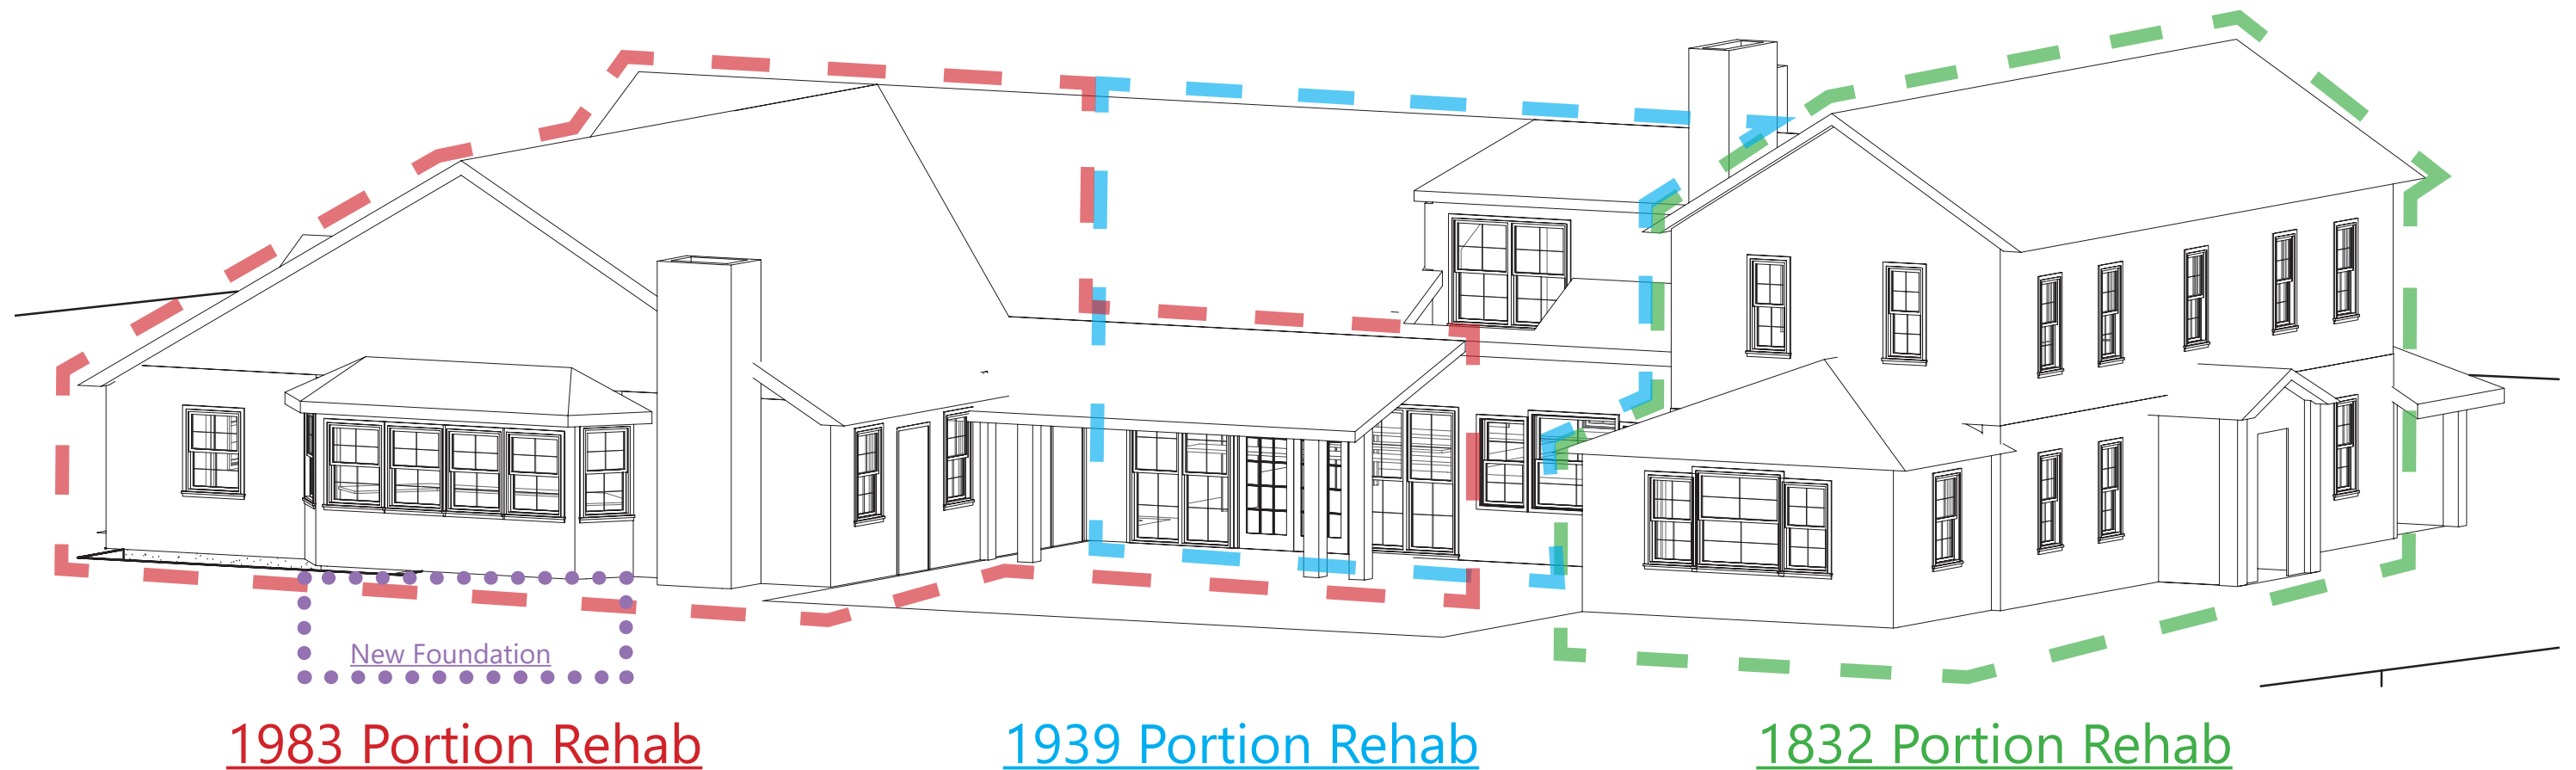 New Foundation
1983 Portion Rehab
1939 Portion Rehab
1832 Portion Rehab